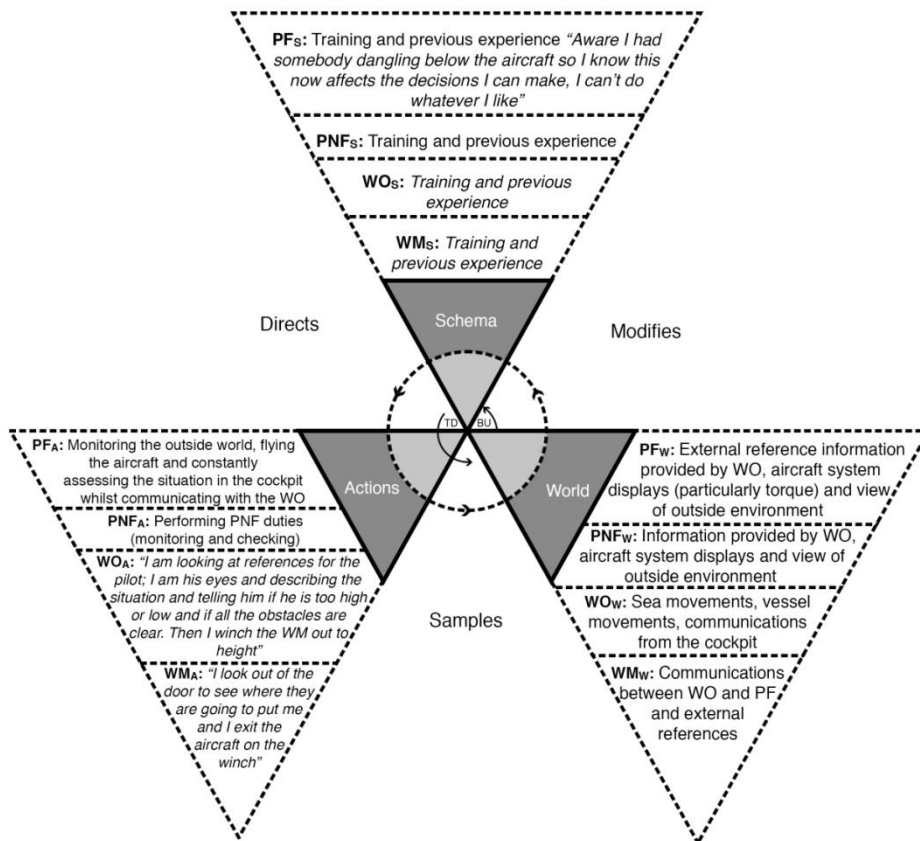 PFS: Training and previous experience “Aware I had
somebody dangling below the aircraft so I know this
now affects the decisions I can make, I can’t do
whatever I like”
PNFS: Training and previous experience
WOS: Training and previous
experience
WMS: Training and
previous experience
Directs
Schema
Modifies
TD
BU
PFA: Monitoring the outside world, flying
the aircraft and constantly
assessing the situation in the cockpit
whilst communicating with the WO
PNFA: Performing PNF duties
(monitoring and checking)
WOA: “I am looking at references for the
pilot; I am his eyes and describing the
situation and telling him if he is too high
or low and if all the obstacles are
clear. Then I winch the WM out to
height”
WMA: “I look out of the
door to see where they
are going to put me
and I exit the
aircraft on the
winch”
Actions
World
Samples
PFW: External reference information
provided by WO, aircraft system
displays (particularly torque) and view
of outside environment
PNFW: Information provided by WO,
aircraft system displays and view of
outside environment
WOW: Sea movements, vessel
movements, communications
from the cockpit
WMW: Communications
between WO and PF
and external
references